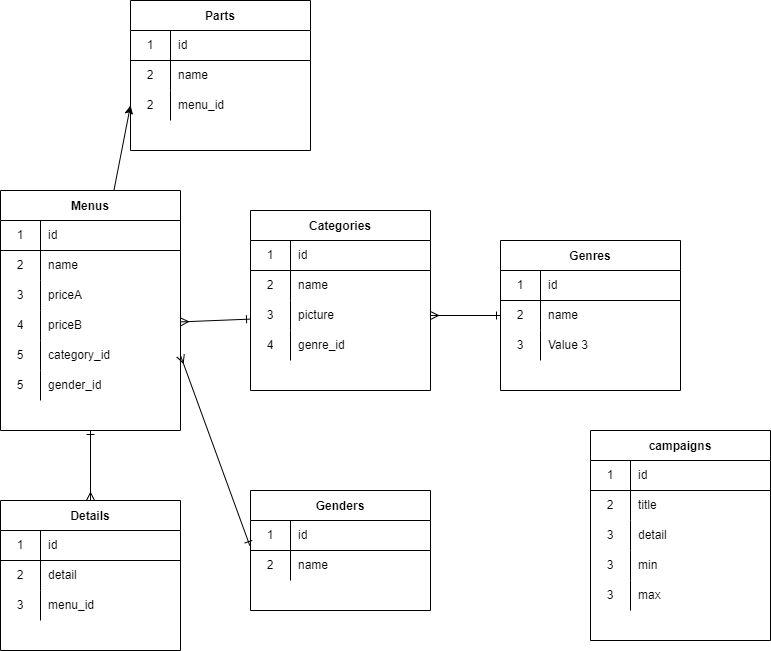 Parts
1 id
2 name
2 menu_id
Menus
1 id
2 name
3 priceA
4 priceB
5 category_id
5 gender_id
Categories
1 id
2 name
3 picture
4 genre_id
Genres
1 id
2 name
3 Value 3
campaigns
1 id
2 title
3 detail
3 min
3 max
Details
1 id
2 detail
3 menu_id
Genders
1 id
2 name